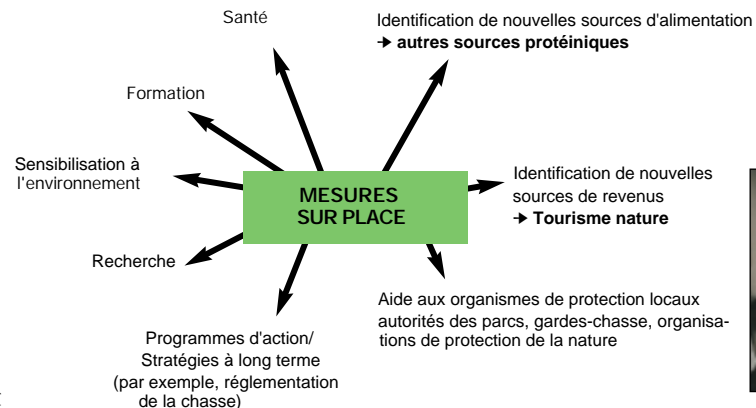 Santé
Identification de nouvelles sources d'alimentation
→ autres sources protéiniques
Formation
Sensibilisation à
l'environnement
MESURES
SUR PLACE
Identification de nouvelles
sources de revenus
→ Tourisme nature
Recherche
Aide aux organismes de protection locaux
autorités des parcs, gardes-chasse, organisa-
tions de protection de la nature
Programmes d'action/
Stratégies à long terme
(par exemple, réglementation
de la chasse)